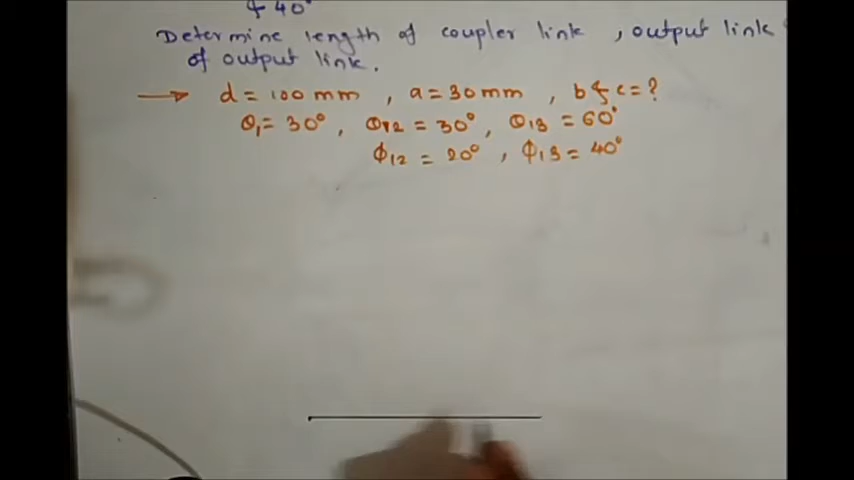 & 40°
Determine length of coupler link , output link
of output link.
→ d = 100 mm , a = 30 mm , b & c = ?
θ₁ = 30° , θ₁₂ = 30° , θ₁₃ = 60°
ϕ₁₂ = 20° , ϕ₁₃ = 40°